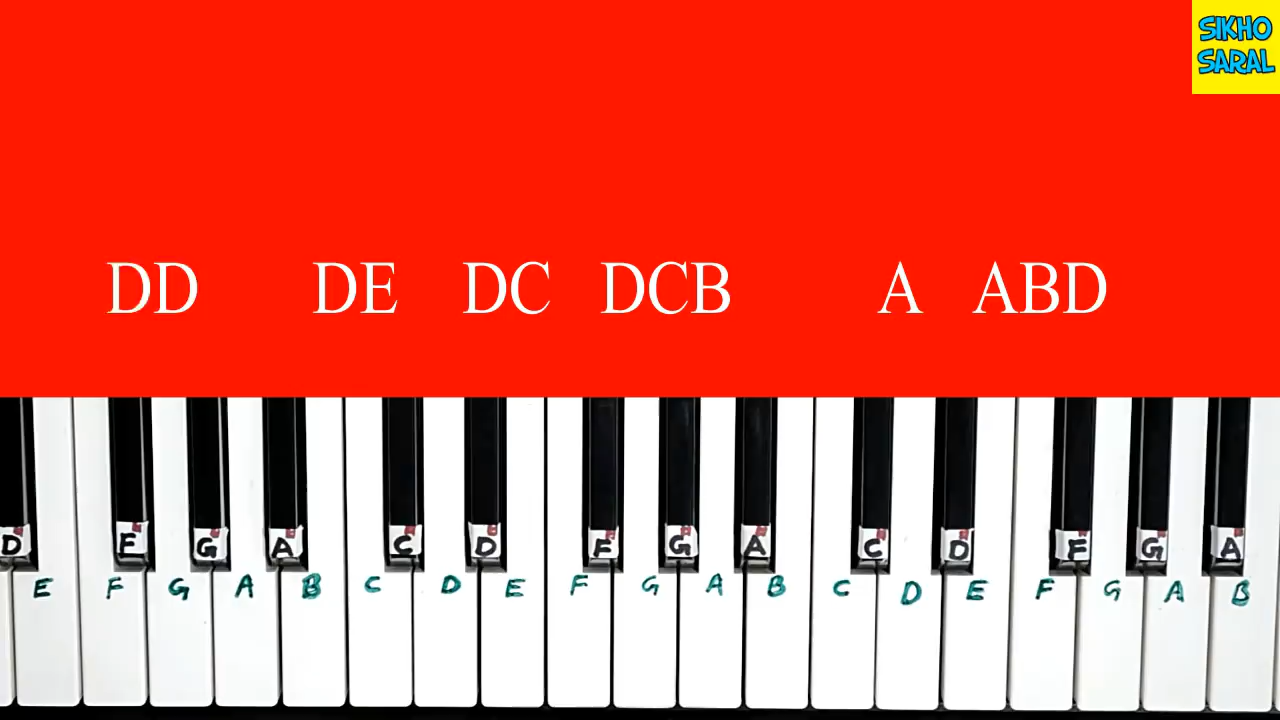 SIKHO
SARAL
DD DE DC DCB A ABD
D F G A C D F G A C D F G A
E F G A B C D E F G A B C D E F G A B